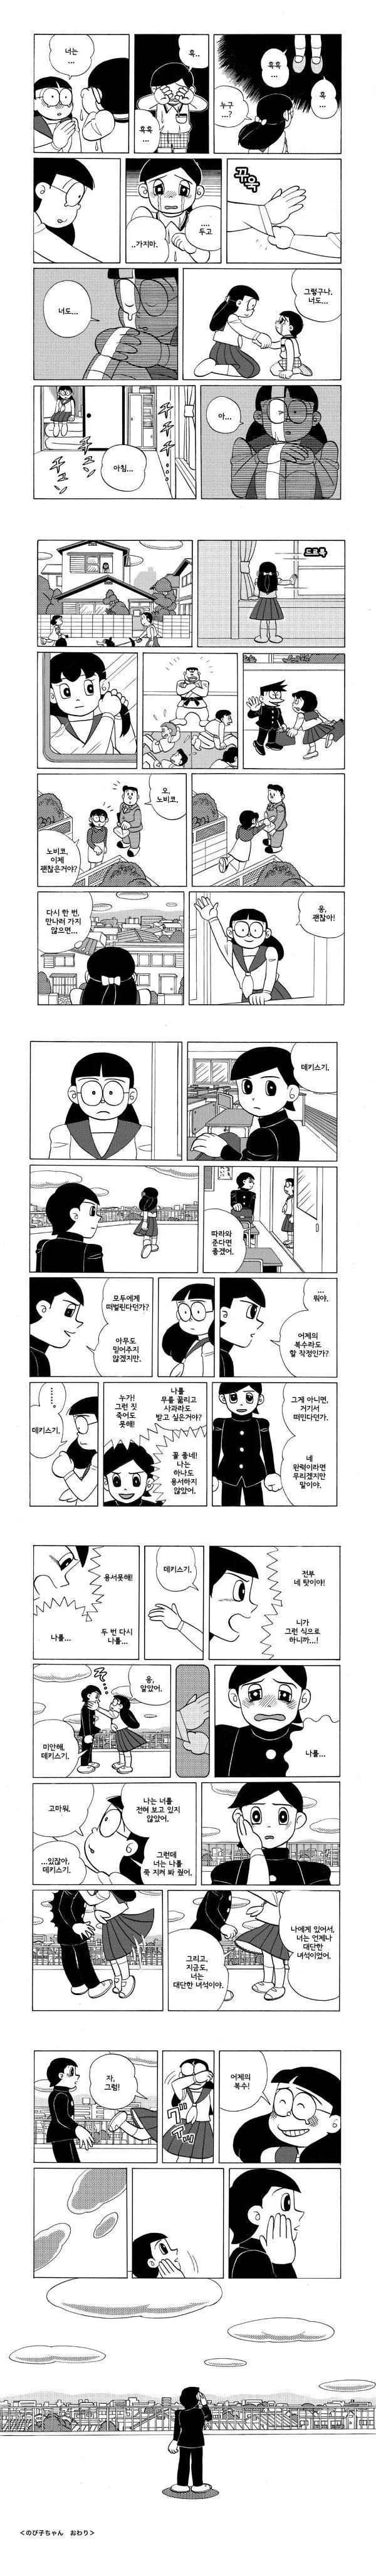 너는
...
흑..
흑흑
...
흑흑
...
흑
...
누구
...?
..가지마.
....
두고
꾸욱
너도...
그렇구나.
너도...
아침...
아...
드르륵
오,
노비코,
노비코,
이제
괜찮은거야?
다시 한 번,
만나러 가지
않으면...
응,
괜찮아!
데키스기.
따라와
준다면
좋겠어.
모두에게
떠벌린다던가?
아무도
믿어주지
않겠지만.
...
뭐야.
어제의
복수라도
할 작정인가?
......
데키스기.
누가!
그런 짓
죽어도
못해!
나를
무릎 꿇리고
사과라도
받고 싶은거야?
꼴 좋네!
나는
하나도
용서하지
않았어.
그게 아니면,
거기서
떠민다던가.
네
완력이라면
무리겠지만
말이야.
용서못해!
나를...
두 번 다시
나를...
데키스기.
전부
네 탓이야!
니가
그런 식으로
하니까...!
응,
알았어.
미안해,
데키스기.
나를...
고마워.
...있잖아.
데키스기.
나는 너를
전혀 보고 있지
않았어.
그런데
너는 나를
쭉 지켜 봐 줬어.
그리고,
지금도,
너는
대단한 녀석이야.
나에게 있어서,
너는 언제나
대단한
녀석이었어.
자,
그럼!
어제의
복수!
＜のび子ちゃん　おわり＞